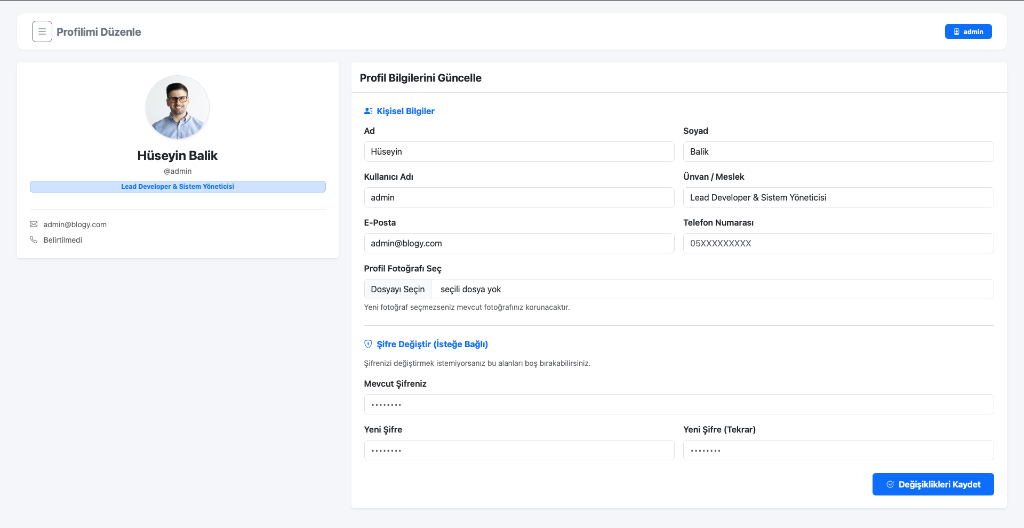 Profilimi Düzenle
admin
Hüseyin Balik
@admin
Lead Developer & Sistem Yöneticisi
admin@blogy.com
Belirtilmedi
Profil Bilgilerini Güncelle
Kişisel Bilgiler
Ad
Soyad
Hüseyin
Balik
Kullanıcı Adı
Ünvan / Meslek
admin
Lead Developer & Sistem Yöneticisi
E-Posta
Telefon Numarası
admin@blogy.com
05XXXXXXXXX
Profil Fotoğrafı Seç
Dosyayı Seçin seçili dosya yok
Yeni fotoğraf seçmezseniz mevcut fotoğrafınız korunacaktır.
Şifre Değiştir (İsteğe Bağlı)
Şifrenizi değiştirmek istemiyorsanız bu alanları boş bırakabilirsiniz.
Mevcut Şifreniz
••••••••
Yeni Şifre
Yeni Şifre (Tekrar)
••••••••
••••••••
Değişiklikleri Kaydet